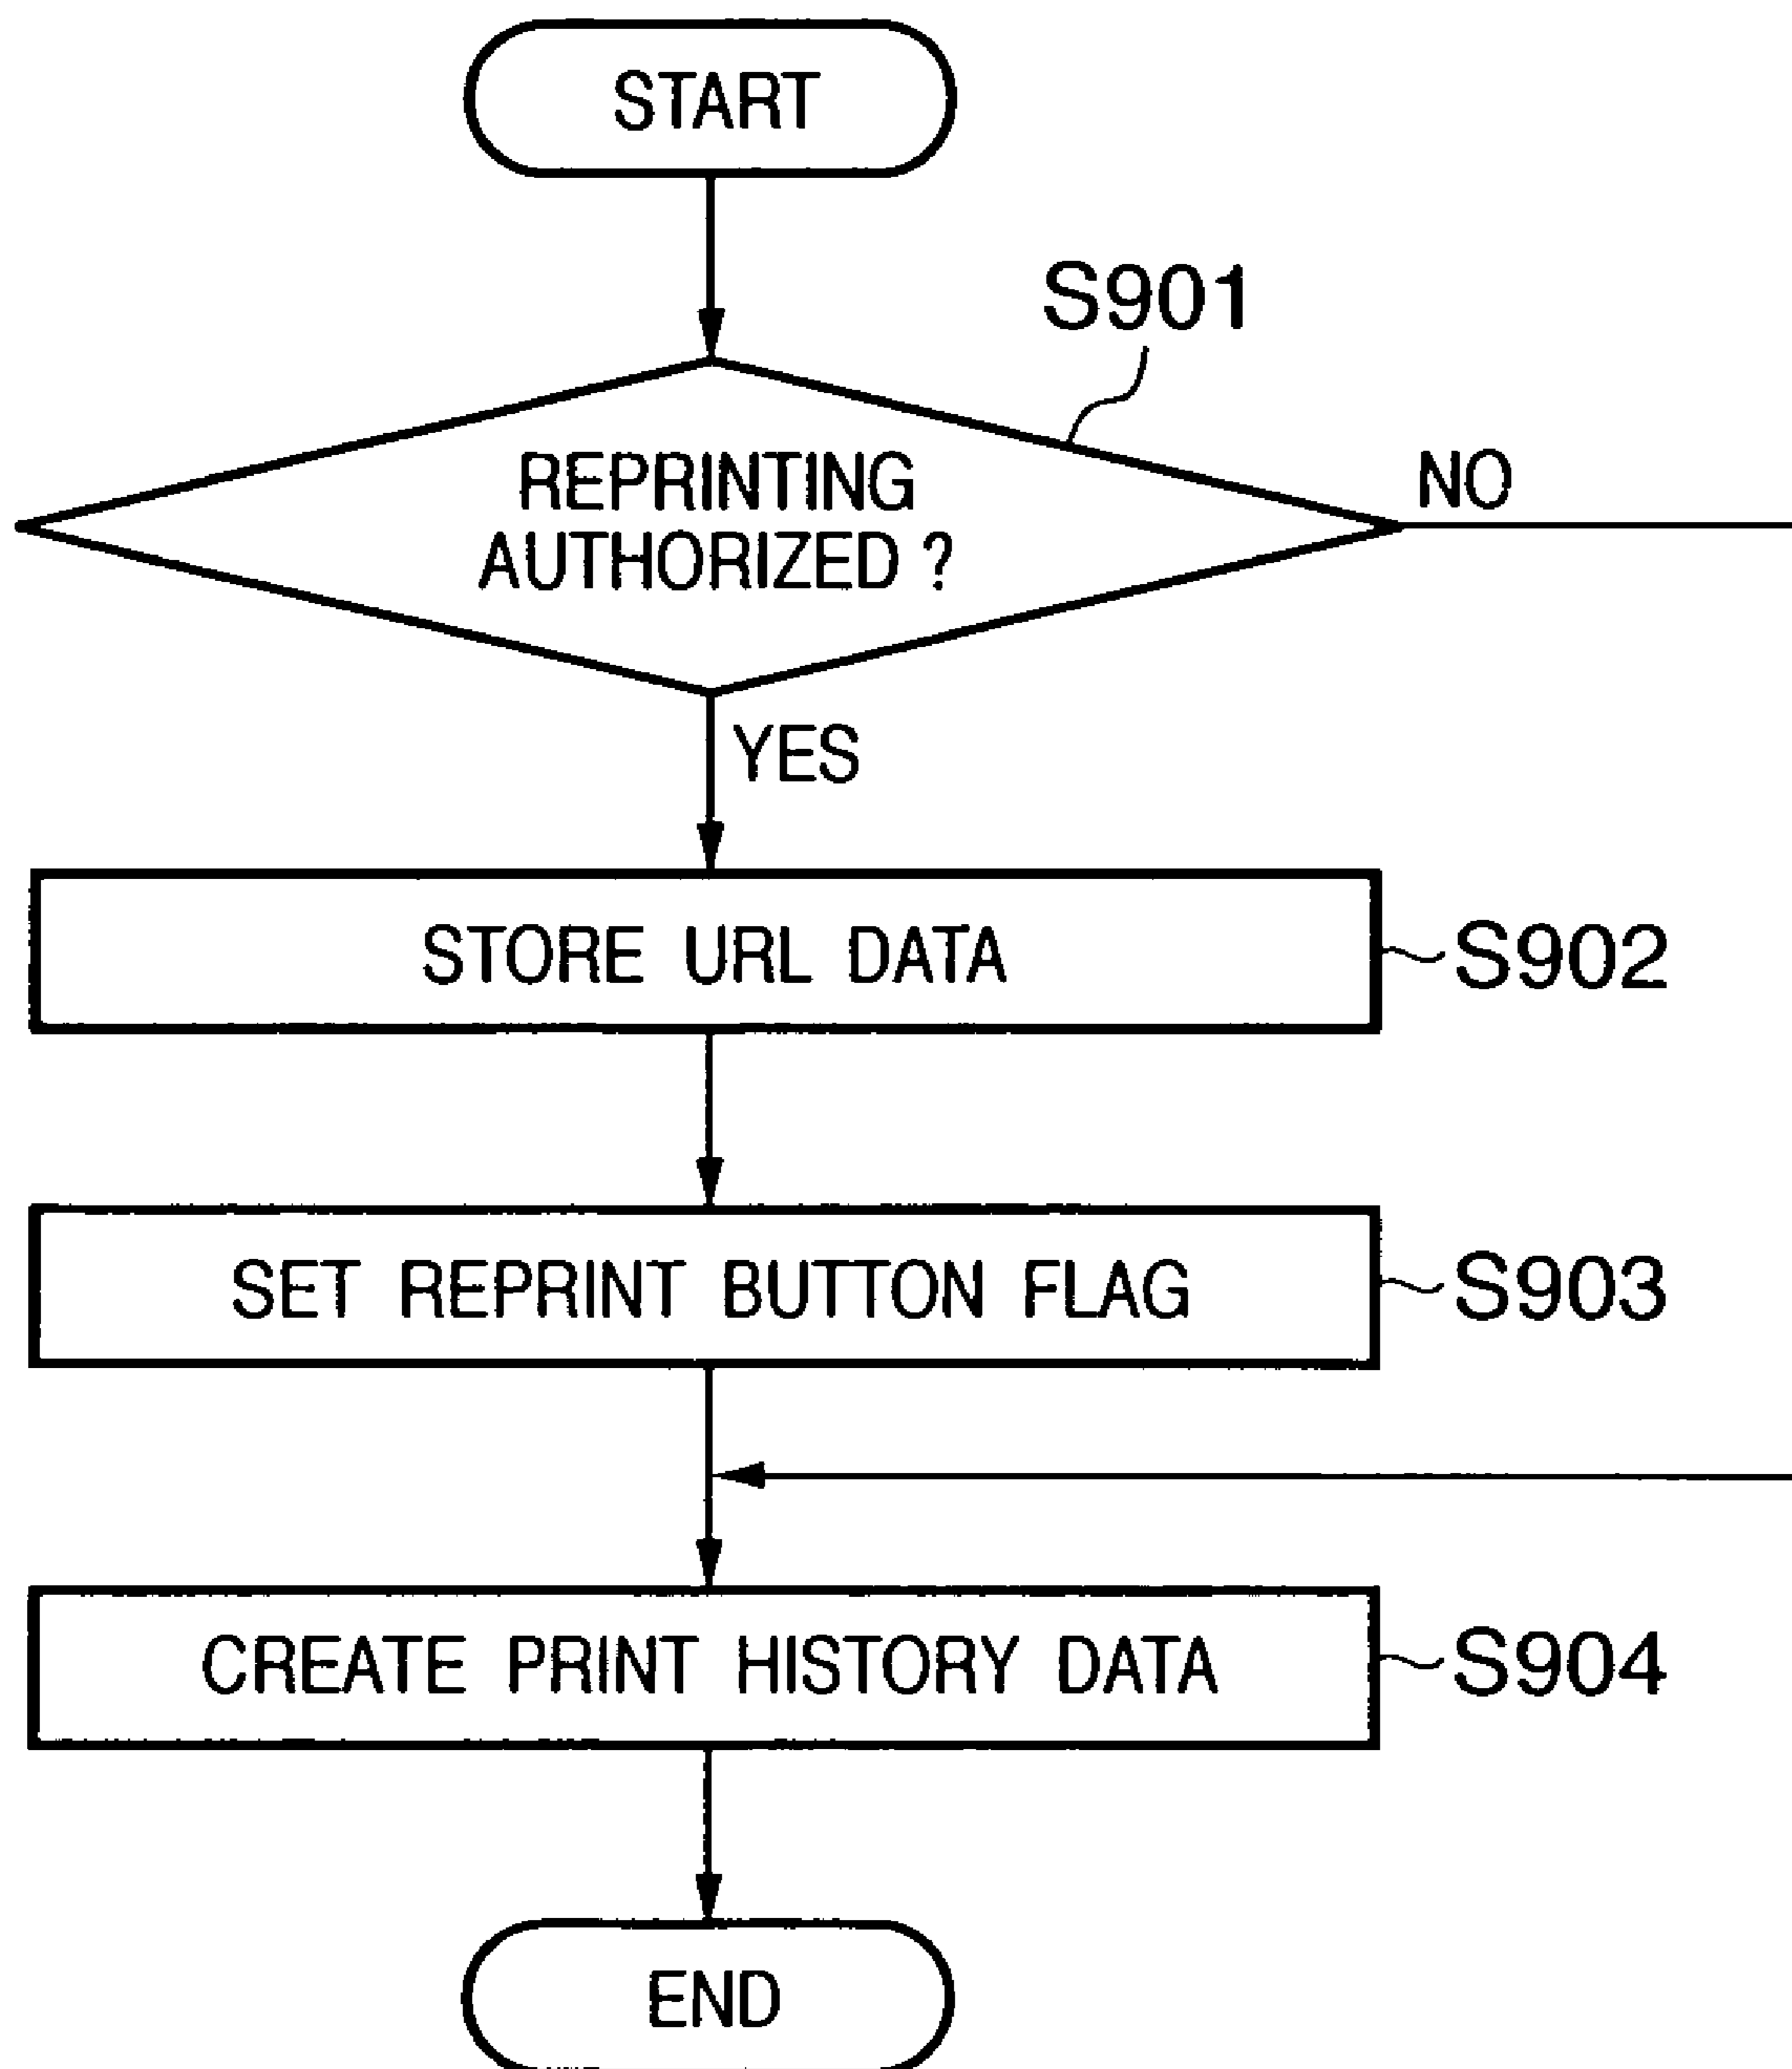 START
S901
REPRINTING
AUTHORIZED ?
NO
YES
STORE URL DATA
S902
SET REPRINT BUTTON FLAG
S903
CREATE PRINT HISTORY DATA
S904
END